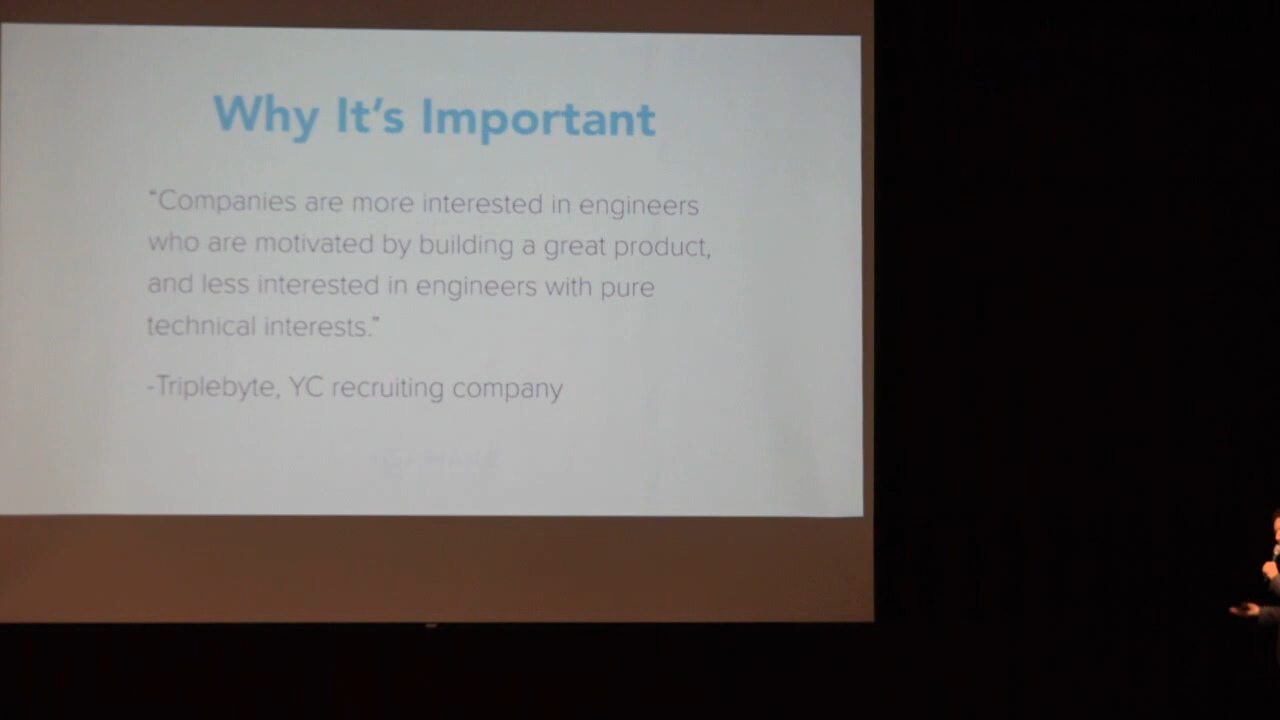 Why It's Important
“Companies are more interested in engineers
who are motivated by building a great product,
and less interested in engineers with pure
technical interests.”
-Triplebyte, YC recruiting company